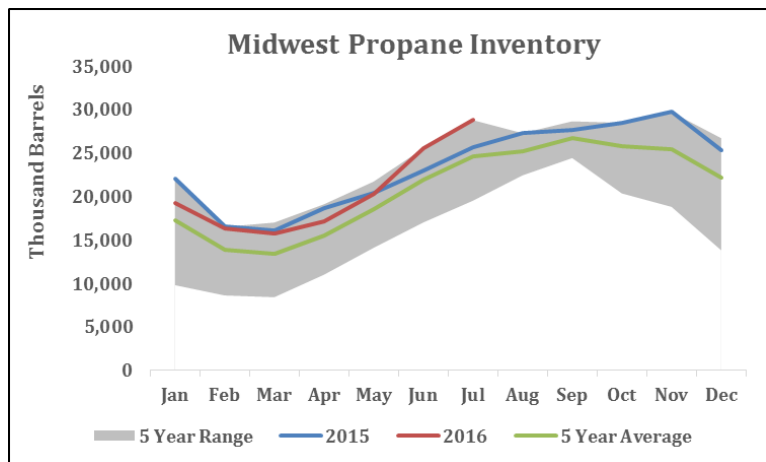 Midwest Propane Inventory
Thousand Barrels
35,000
30,000
25,000
20,000
15,000
10,000
5,000
0
Jan Feb Mar Apr May Jun Jul Aug Sep Oct Nov Dec
5 Year Range 2015 2016 5 Year Average